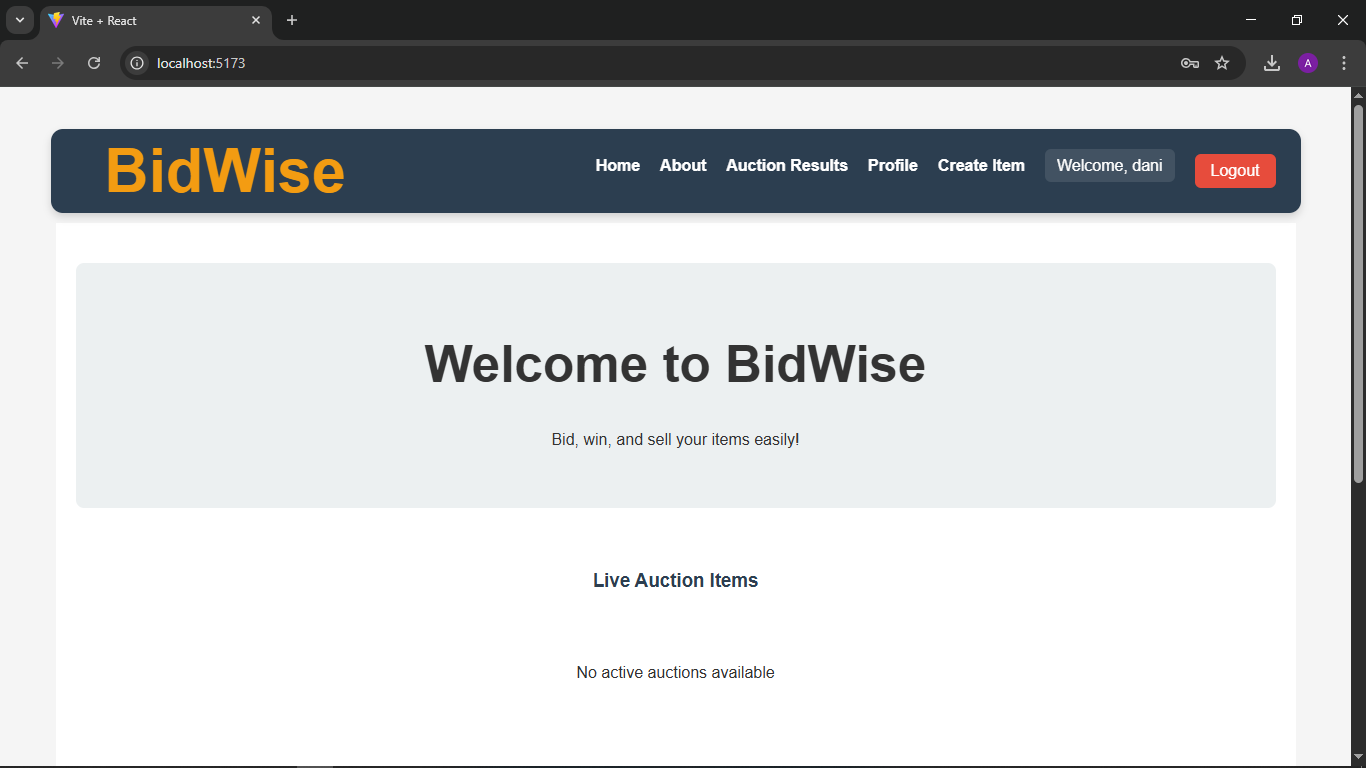 Vite + React
localhost:5173
A
BidWise
Home About Auction Results Profile Create Item Welcome, dani Logout
Welcome to BidWise
Bid, win, and sell your items easily!
Live Auction Items
No active auctions available